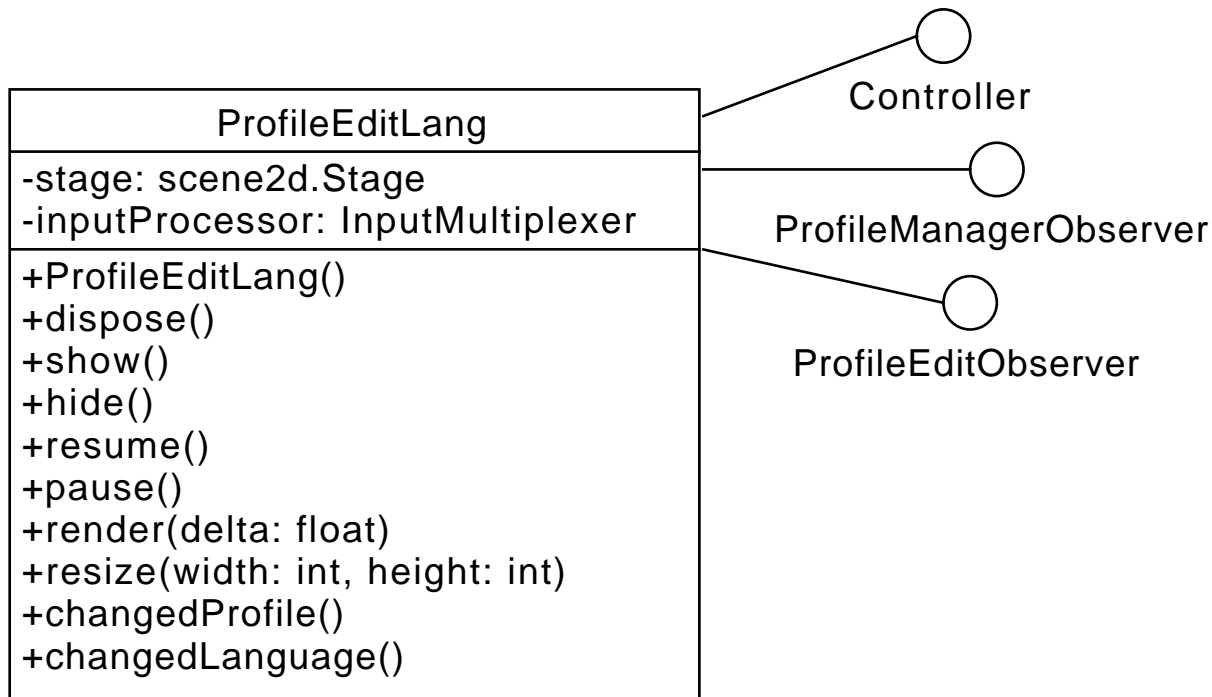 ProfileEditLang
-stage: scene2d.Stage
-inputProcessor: InputMultiplexer
+ProfileEditLang()
+dispose()
+show()
+hide()
+resume()
+pause()
+render(delta: float)
+resize(width: int, height: int)
+changedProfile()
+changedLanguage()
Controller
ProfileManagerObserver
ProfileEditObserver